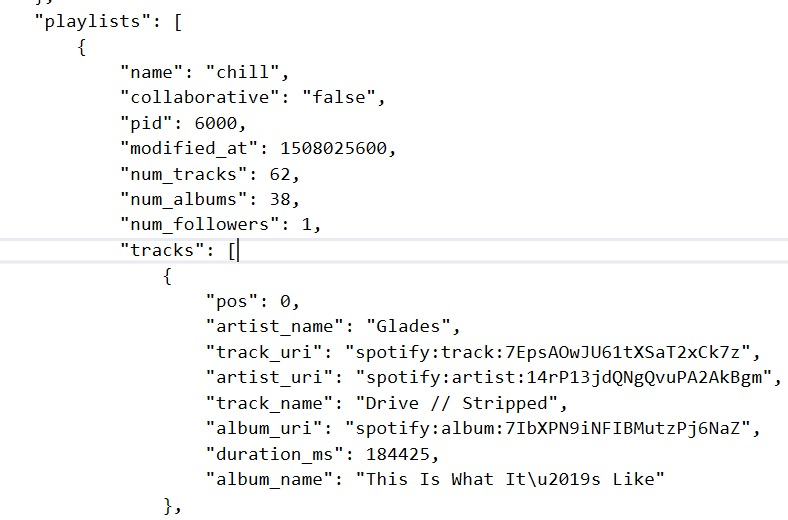 },
"playlists": [
{
"name": "chill",
"collaborative": "false",
"pid": 6000,
"modified_at": 1508025600,
"num_tracks": 62,
"num_albums": 38,
"num_followers": 1,
"tracks": [
{
"pos": 0,
"artist_name": "Glades",
"track_uri": "spotify:track:7EpsAOwJU61tXSaT2xCk7z",
"artist_uri": "spotify:artist:14rP13jdQNgQvuPA2AkBgm",
"track_name": "Drive // Stripped",
"album_uri": "spotify:album:7IbXPN9iNFIBMutzPj6NaZ",
"duration_ms": 184425,
"album_name": "This Is What It\u2019s Like"
},